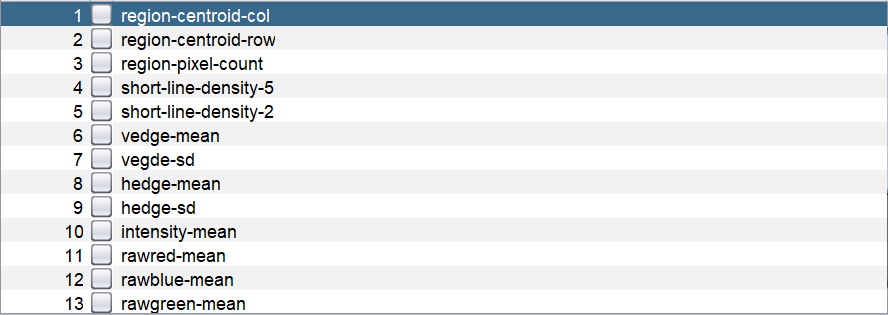 1 region-centroid-col
2 region-centroid-row
3 region-pixel-count
4 short-line-density-5
5 short-line-density-2
6 vedge-mean
7 vegde-sd
8 hedge-mean
9 hedge-sd
10 intensity-mean
11 rawred-mean
12 rawblue-mean
13 rawgreen-mean